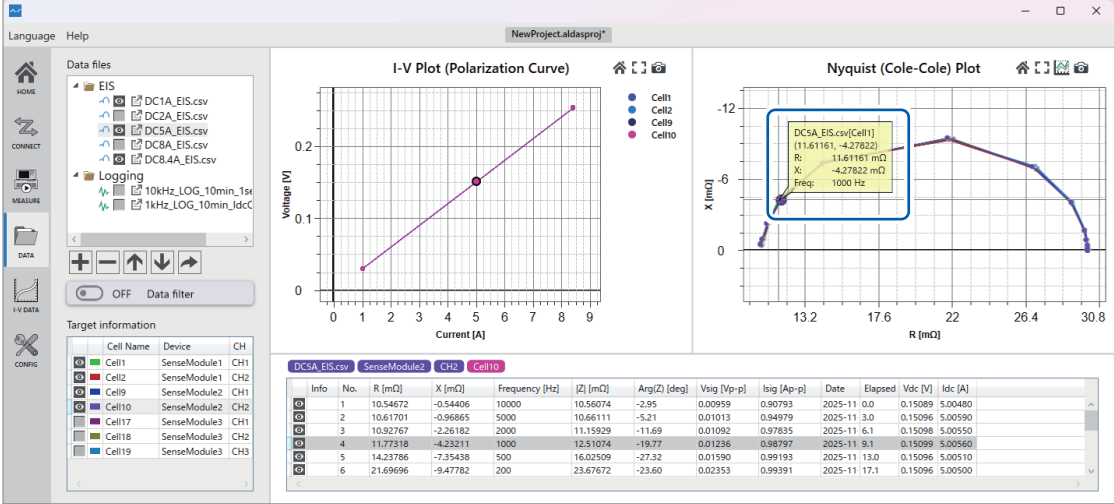 Language Help
NewProject.aldasproj*
HOME
CONNECT
MEASURE
DATA
I-V DATA
CONFIG
Data files
EIS
DC1A_EIS.csv
DC2A_EIS.csv
DC5A_EIS.csv
DC8A_EIS.csv
DC8.4A_EIS.csv
Logging
10kHz_LOG_10min_1se
1kHz_LOG_10min_IdcC
OFF Data filter
Target information
Cell Name Device CH
Cell1 SenseModule1 CH1
Cell2 SenseModule1 CH2
Cell9 SenseModule2 CH1
Cell10 SenseModule2 CH2
Cell17 SenseModule3 CH1
Cell18 SenseModule3 CH2
Cell19 SenseModule3 CH3
I-V Plot (Polarization Curve)
Cell1
Cell2
Cell9
Cell10
Voltage [V]
0.2
0.1
0
0 1 2 3 4 5 6 7 8 9
Current [A]
Nyquist (Cole-Cole) Plot
X [mΩ]
-12
-6
0
DC5A_EIS.csv[Cell1]
(11.61161, -4.27822)
R: 11.61161 mΩ
X: -4.27822 mΩ
Freq: 1000 Hz
13.2 17.6 22 26.4 30.8
R [mΩ]
DC5A_EIS.csv SenseModule2 CH2 Cell10
Info No. R [mΩ] X [mΩ] Frequency [Hz] |Z| [mΩ] Arg(Z) [deg] Vsig [Vp-p] Isig [Ap-p] Date Elapsed Vdc [V] Idc [A]
1 10.54672 -0.54406 10000 10.56074 -2.95 0.00959 0.90793 2025-11- 0.0 0.15089 5.00480
2 10.61701 -0.96865 5000 10.66111 -5.21 0.01013 0.94979 2025-11- 3.0 0.15096 5.00590
3 10.92767 -2.26182 2000 11.15929 -11.69 0.01092 0.97835 2025-11- 6.1 0.15098 5.00550
4 11.77318 -4.23211 1000 12.51074 -19.77 0.01236 0.98797 2025-11- 9.1 0.15099 5.00560
5 14.23786 -7.35438 500 16.02509 -27.32 0.01590 0.99193 2025-11- 13.0 0.15095 5.00510
6 21.69696 -9.47782 200 23.67672 -23.60 0.02353 0.99391 2025-11- 17.1 0.15096 5.00500